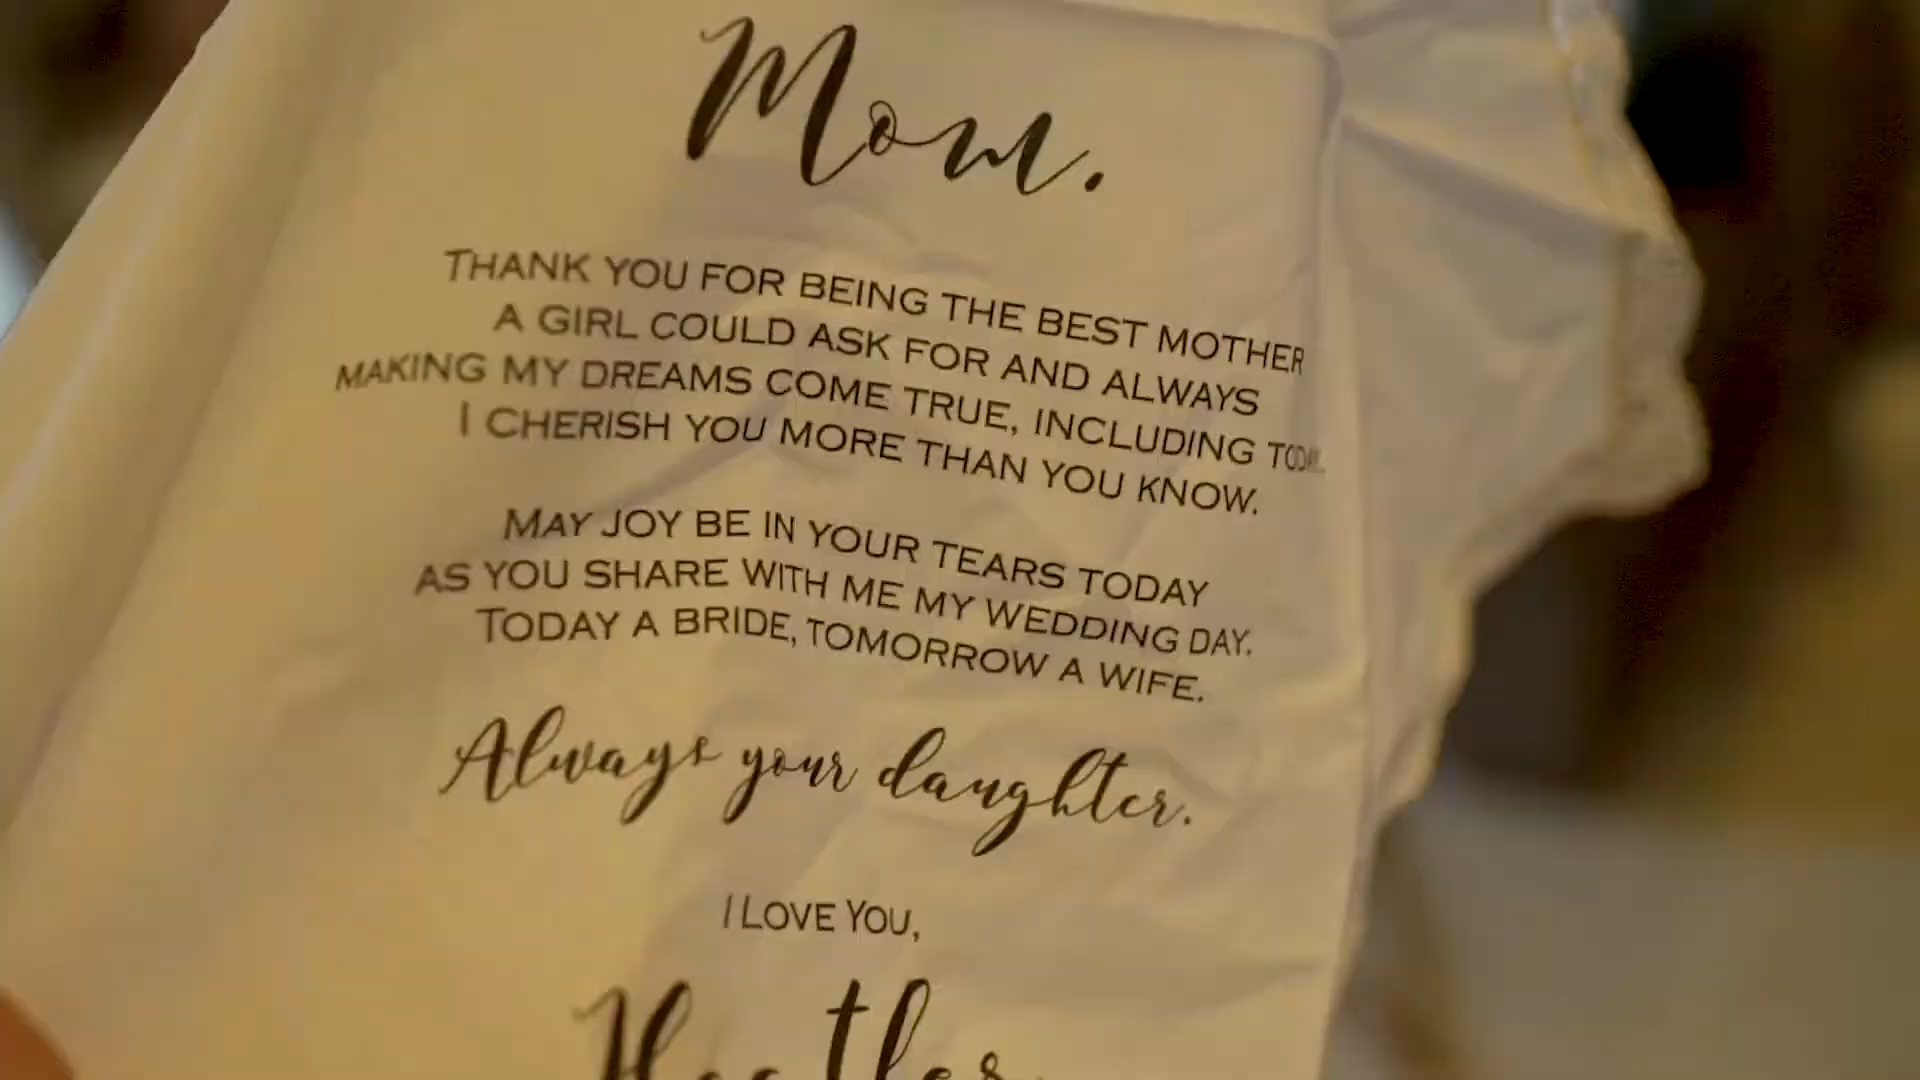 Mom.
THANK YOU FOR BEING THE BEST MOTHER
A GIRL COULD ASK FOR AND ALWAYS
MAKING MY DREAMS COME TRUE, INCLUDING TODAY.
I CHERISH YOU MORE THAN YOU KNOW.
MAY JOY BE IN YOUR TEARS TODAY
AS YOU SHARE WITH ME MY WEDDING DAY.
TODAY A BRIDE, TOMORROW A WIFE.
Always your daughter.
I LOVE YOU,